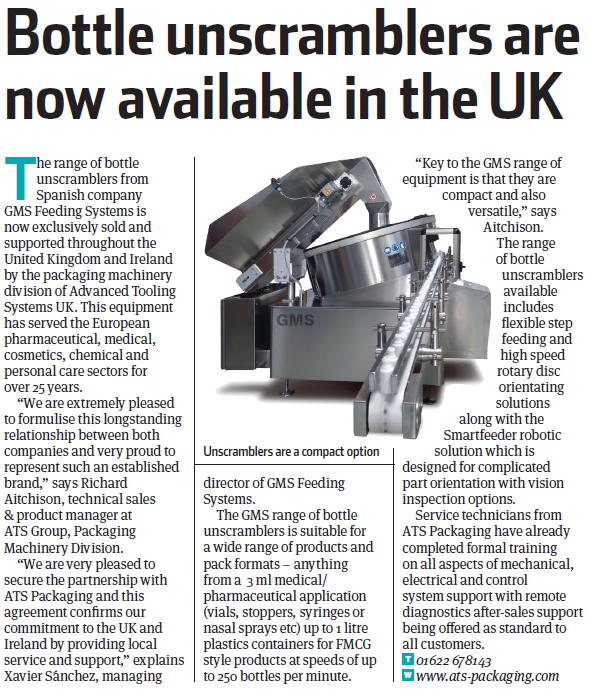 Bottle unscramblers are
now available in the UK
The range of bottle
unscramblers from
Spanish company
GMS Feeding Systems is
now exclusively sold and
supported throughout the
United Kingdom and Ireland
by the packaging machinery
division of Advanced Tooling
Systems UK. This equipment
has served the European
pharmaceutical, medical,
cosmetics, chemical and
personal care sectors for
over 25 years.
“We are extremely pleased
to formulise this longstanding
relationship between both
companies and very proud to
represent such an established
brand,” says Richard
Aitchison, technical sales
& product manager at
ATS Group, Packaging
Machinery Division.
“We are very pleased to
secure the partnership with
ATS Packaging and this
agreement confirms our
commitment to the UK and
Ireland by providing local
service and support,” explains
Xavier Sánchez, managing
GMS
Unscramblers are a compact option
director of GMS Feeding
Systems.
The GMS range of bottle
unscramblers is suitable for
a wide range of products and
pack formats – anything
from a 3 ml medical/
pharmaceutical application
(vials, stoppers, syringes or
nasal sprays etc) up to 1 litre
plastics containers for FMCG
style products at speeds of up
to 250 bottles per minute.
“Key to the GMS range of
equipment is that they are
compact and also
versatile,” says
Aitchison.
The range
of bottle
unscramblers
available
includes
flexible step
feeding and
high speed
rotary disc
orientating
solutions
along with the
Smartfeeder robotic
solution which is
designed for complicated
part orientation with vision
inspection options.
Service technicians from
ATS Packaging have already
completed formal training
on all aspects of mechanical,
electrical and control
system support with remote
diagnostics after-sales support
being offered as standard to
all customers.
T 01622 678143
W www.ats-packaging.com